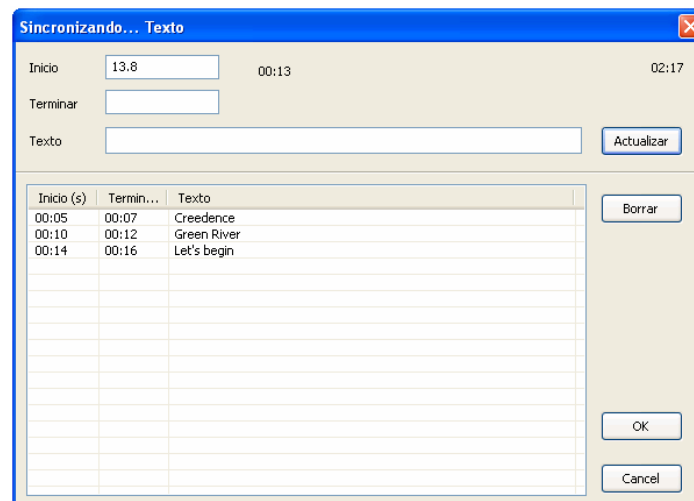 Sincronizando... Texto
Inicio 13.8 00:13 02:17
Terminar
Texto Actualizar
Inicio (s) Termin... Texto
Borrar
00:05 00:07 Creedence
00:10 00:12 Green River
00:14 00:16 Let's begin
OK
Cancel